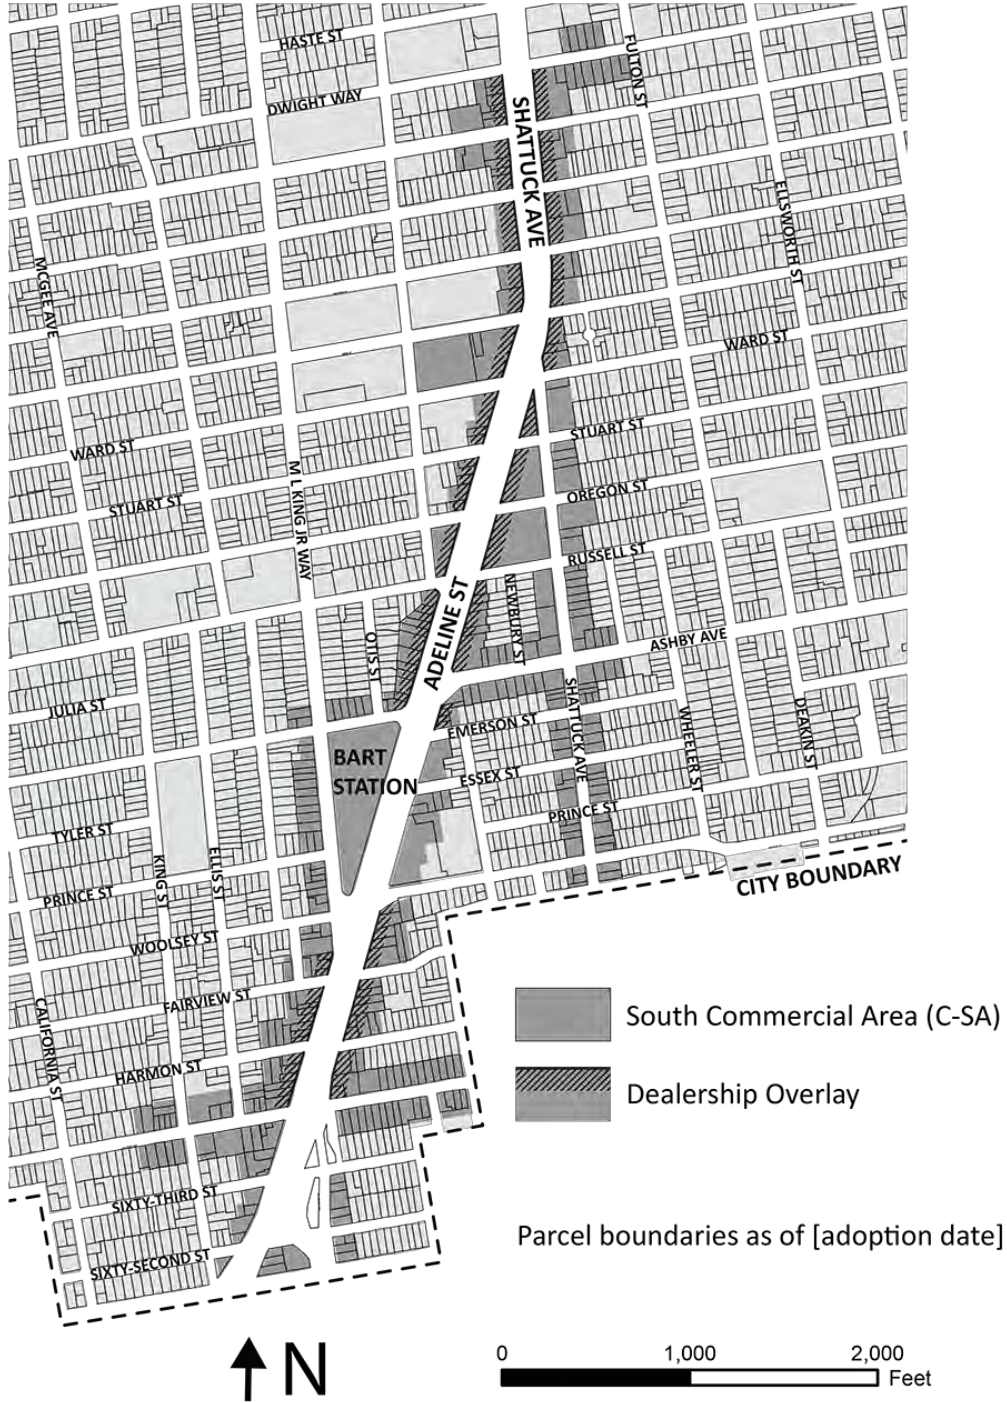 HASTE ST
FUTON ST
DWIGHT WAY
SHATTUCK AVE
ELLSWORTH ST
MCGEE AVE
WARD ST
WARD ST
STUART ST
M L KING JR WAY
STUART ST
OREGON ST
RUSSELL ST
NEWBURY ST
ADELINE ST
OTIS ST
ASHBY AVE
JULIA ST
SHATTUCK AVE
EMERSON ST
WHEELER ST
DEAKIN ST
BART
STATION
ESSEX ST
PRINCE ST
TYLER ST
KING ST
ELLIS ST
PRINCE ST
CITY BOUNDARY
WOOLSEY ST
FAIRVIEW ST
CALIFORNIA ST
HARMON ST
South Commercial Area (C-SA)
Dealership Overlay
SIXTY-THIRD ST
SIXTY-SECOND ST
Parcel boundaries as of [adoption date]
N
0 1,000 2,000
Feet